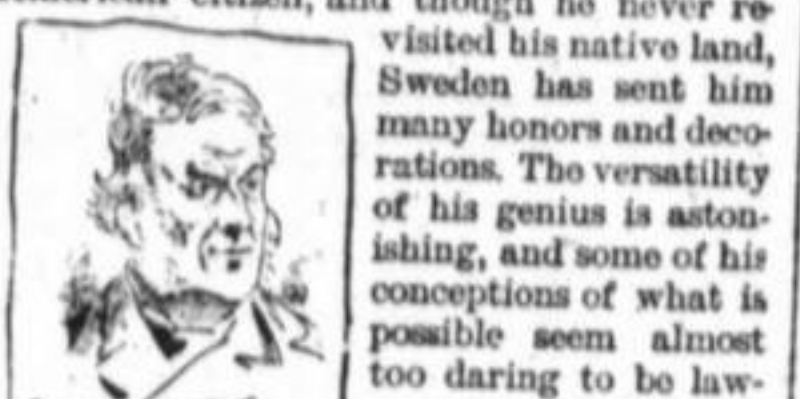 citizen, and though he never re-
visited his native land,
Sweden has sent him
many honors and deco-
rations. The versatility
of his genius is aston-
ishing, and some of his
conceptions of what is
possible seem almost
too daring to be law-